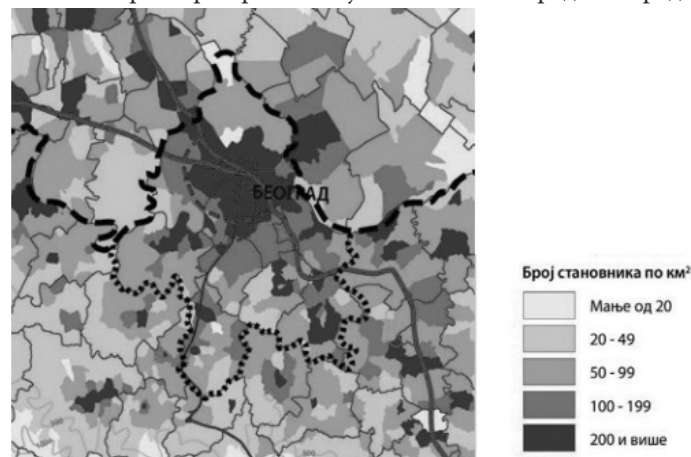 БЕОГРАД
Број становника по км²
Мање од 20
20 - 49
50 - 99
100 - 199
200 и више